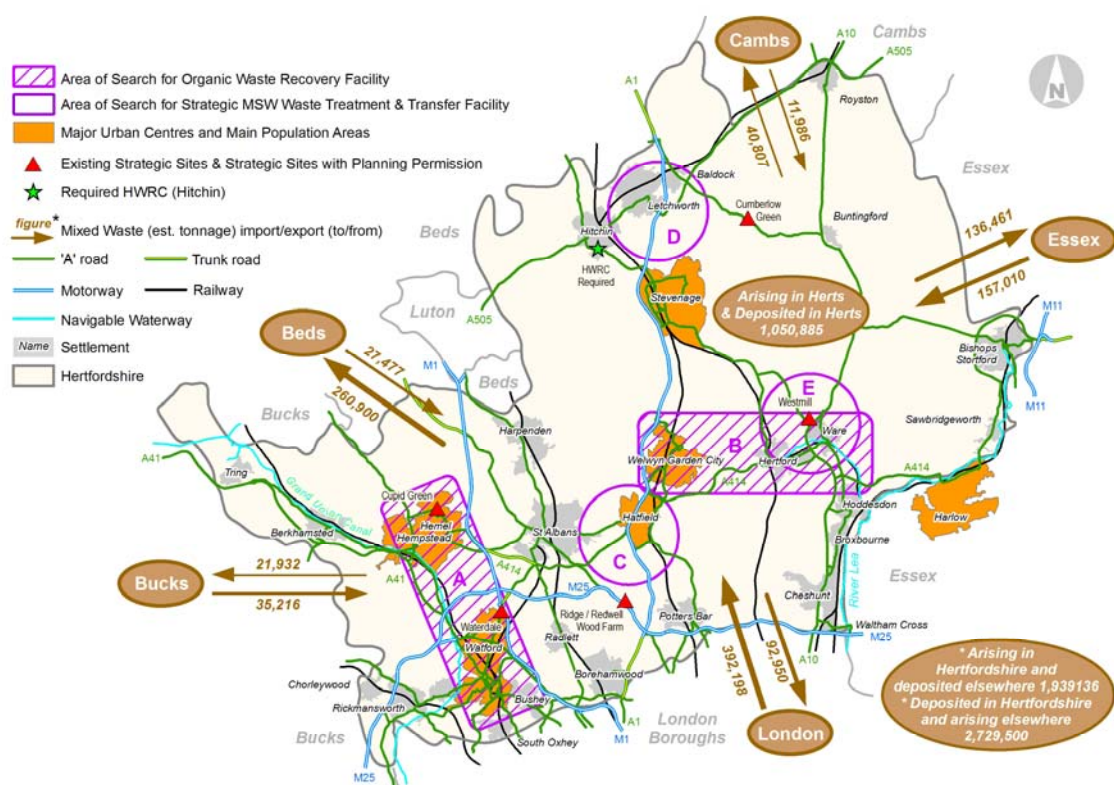 Area of Search for Organic Waste Recovery Facility
Area of Search for Strategic MSW Waste Treatment & Transfer Facility
Major Urban Centres and Main Population Areas
Existing Strategic Sites & Strategic Sites with Planning Permission
Required HWRC (Hitchin)
figure*
Mixed Waste (est. tonnage) import/export (to/from)
'A' road
Trunk road
Motorway
Railway
Navigable Waterway
Name
Settlement
Hertfordshire
Cambs
Cambs
A10
A505
N
A1
11,986
40,807
Royston
Essex
Baldock
Letchworth
Cumberlow
Green
Buntingford
Beds
Hitchin
D
136,461
Essex
157,010
HWRC
Required
Stevenage
Arising in Herts
& Deposited in Herts
1,050,885
Luton
A505
M11
Beds
27,477
260,900
M1
Beds
Bishops
Stortford
M11
Bucks
E
Westmill
Ware
Sawbridgeworth
Harpenden
B
A41
Welwyn Garden City
Hertford
A414
A414
Tring
Grand Union Canal
Cupid Green
Hemel
Hempstead
Hoddesdon
Harlow
Berkhamsted
St Albans
Hatfield
Broxbourne
A414
C
River Lea
Essex
Bucks
21,932
35,216
A41
A
M25
Cheshunt
Waterdale
Ridge / Redwell
Wood Farm
Potters Bar
Waltham Cross
Watford
Radlett
M25
A10
392,198
92,950
Borehamwood
Chorleywood
Rickmansworth
Bushey
A1
London
Boroughs
London
Bucks
South Oxhey
M1
M25
* Arising in
Hertfordshire and
deposited elsewhere 1,939136
* Deposited in Hertfordshire
and arising elsewhere
2,729,500